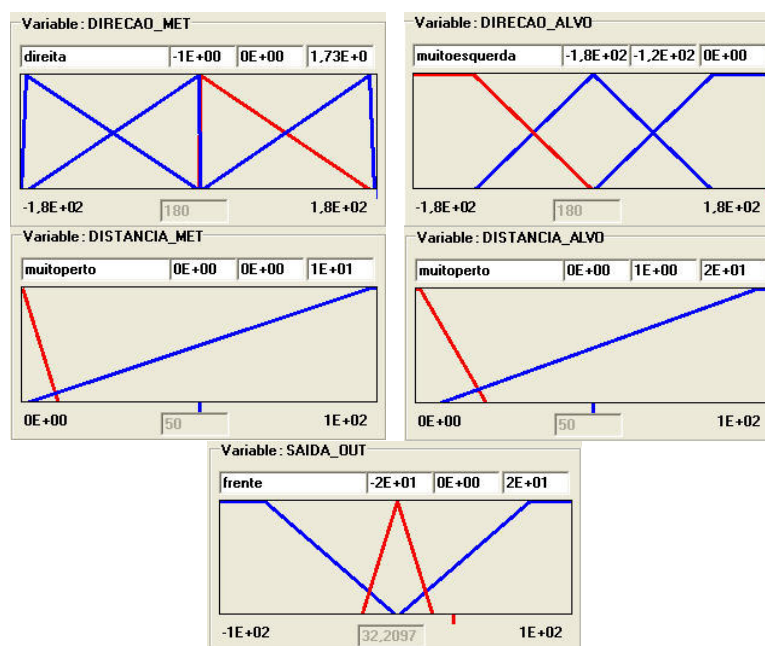 Variable: DIRECAO_MET
direita -1E+00 0E+00 1,73E+0
-1,8E+02 180 1,8E+02
Variable: DIRECAO_ALVO
muitoesquerda -1,8E+02 -1,2E+02 0E+00
-1,8E+02 180 1,8E+02
Variable: DISTANCIA_MET
muitoperto 0E+00 0E+00 1E+01
0E+00 50 1E+02
Variable: DISTANCIA_ALVO
muitoperto 0E+00 1E+00 2E+01
0E+00 50 1E+02
Variable: SAIDA_OUT
frente -2E+01 0E+00 2E+01
-1E+02 32,2097 1E+02